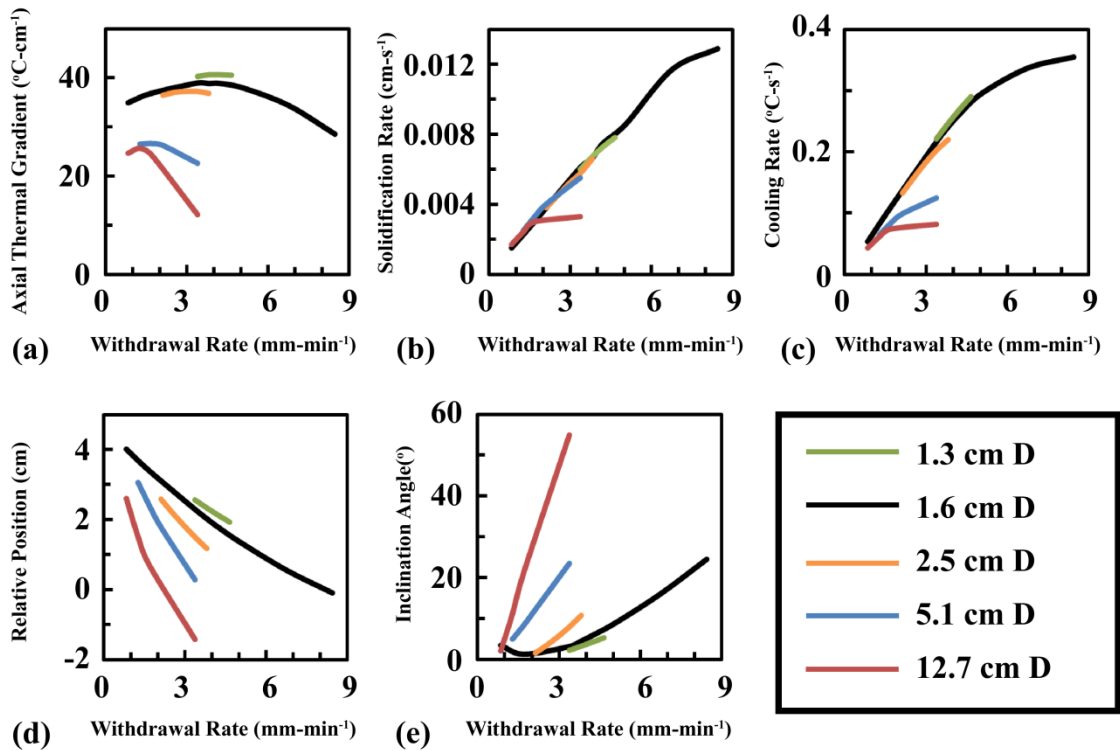 Axial Thermal Gradient (°C-cm⁻¹)
40
20
0
0 3 6 9
(a) Withdrawal Rate (mm-min⁻¹)
Solidification Rate (cm-s⁻¹)
0.012
0.008
0.004
0
0 3 6 9
(b) Withdrawal Rate (mm-min⁻¹)
Cooling Rate (°C-s⁻¹)
0.4
0.2
0
0 3 6 9
(c) Withdrawal Rate (mm-min⁻¹)
Relative Position (cm)
4
2
0
-2
0 3 6 9
(d) Withdrawal Rate (mm-min⁻¹)
Inclination Angle(°)
60
40
20
0
0 3 6 9
(e) Withdrawal Rate (mm-min⁻¹)
1.3 cm D
1.6 cm D
2.5 cm D
5.1 cm D
12.7 cm D